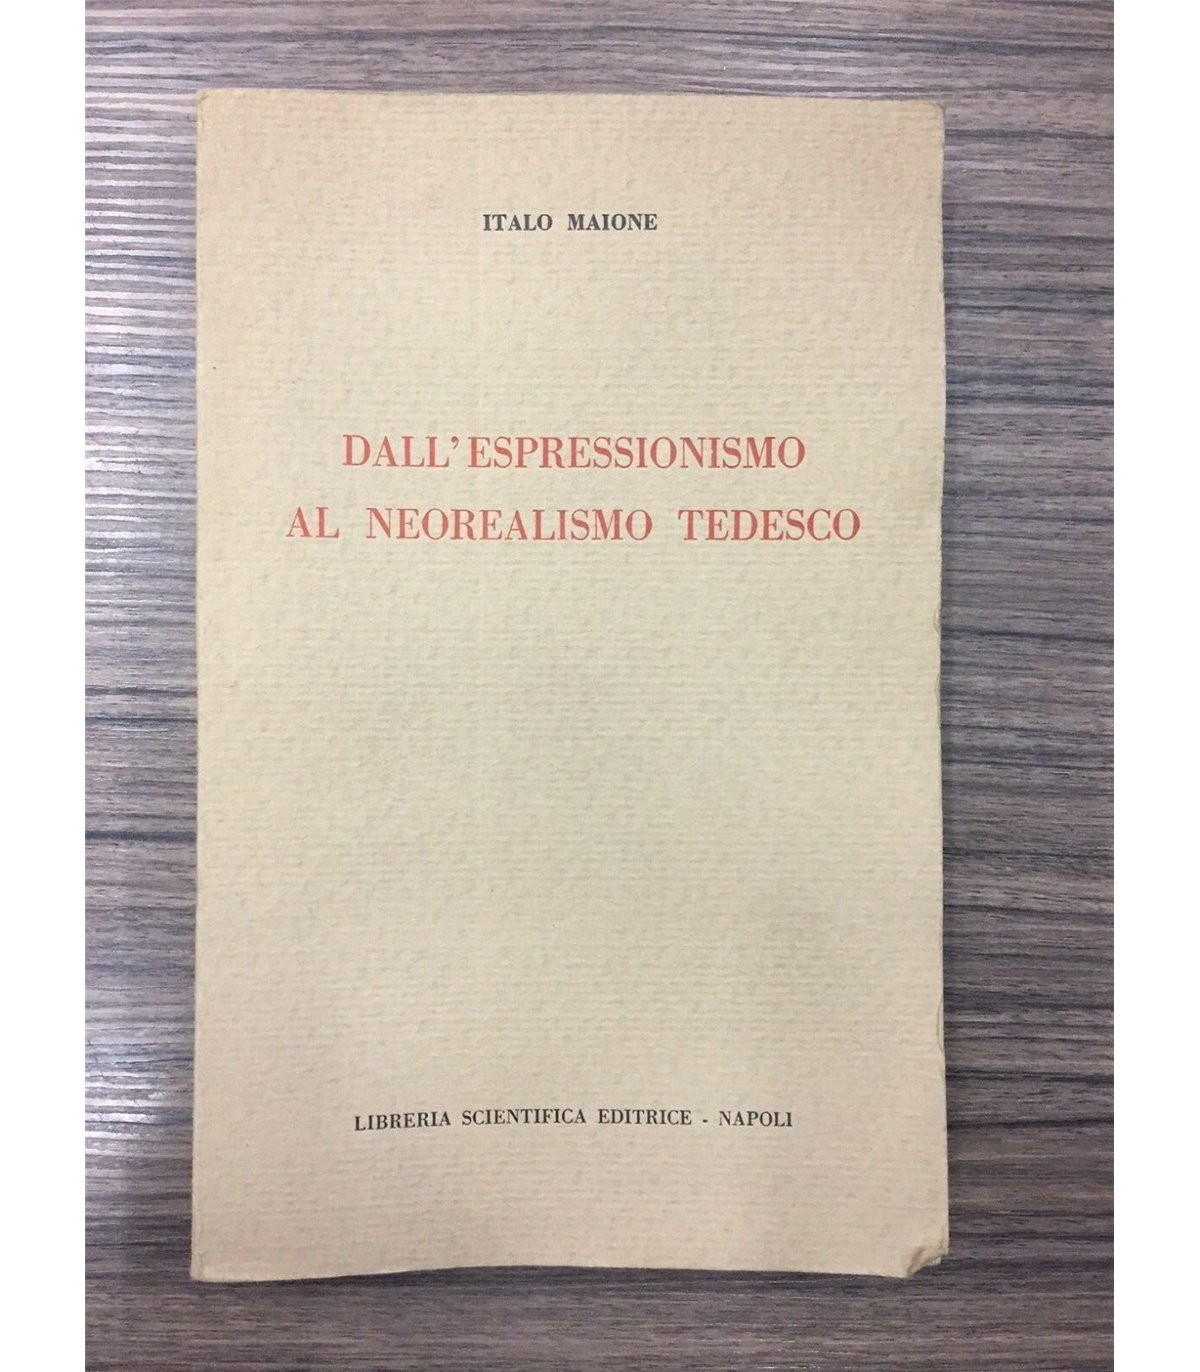 ITALO MAIONE
DALL'ESPRESSIONISMO
AL NEOREALISMO TEDESCO
LIBRERIA SCIENTIFICA EDITRICE - NAPOLI